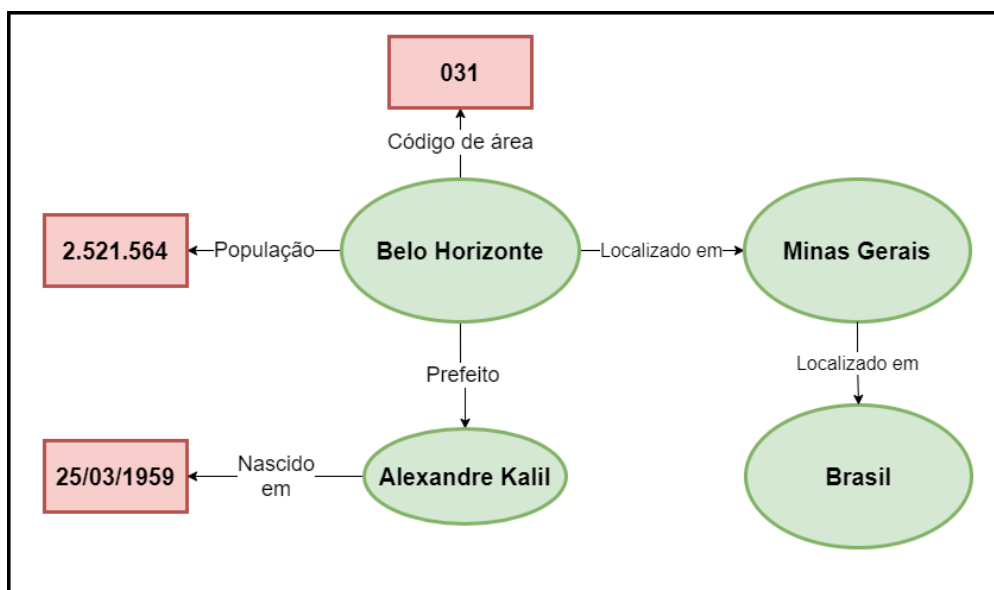 031
Código de área
2.521.564
População
Belo Horizonte
Localizado em
Minas Gerais
Prefeito
Localizado em
25/03/1959
Nascido
em
Alexandre Kalil
Brasil